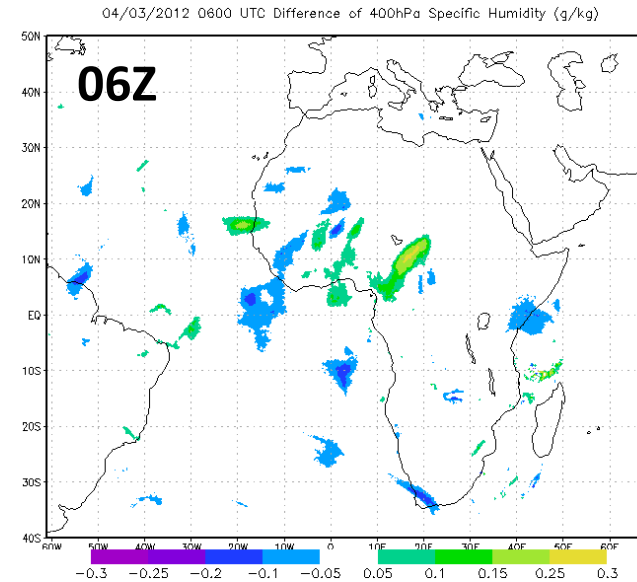 04/03/2012 0600 UTC Difference of 400hPa Specific Humidity (g/kg)
06Z
50N
40N
30N
20N
10N
EQ
10S
20S
30S
40S
60W 50W 40W 30W 20W 10W 0 10E 20E 30E 40E 50E 60E
-0.3 -0.25 -0.2 -0.1 -0.05 0.05 0.1 0.15 0.25 0.3